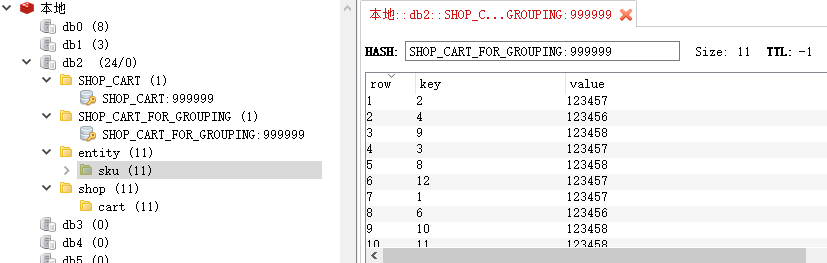 本地
db0 (8)
db1 (3)
db2 (24/0)
SHOP_CART (1)
SHOP_CART:999999
SHOP_CART_FOR_GROUPING (1)
SHOP_CART_FOR_GROUPING:999999
entity (11)
sku (11)
shop (11)
cart (11)
db3 (0)
db4 (0)
db5 (0)
本地::db2::SHOP_C...GROUPING:999999
HASH: SHOP_CART_FOR_GROUPING:999999 Size: 11 TTL: -1
row key value
1 2 123457
2 4 123456
3 9 123458
4 3 123457
5 8 123458
6 12 123457
7 1 123457
8 6 123456
9 10 123458
10 11 123458